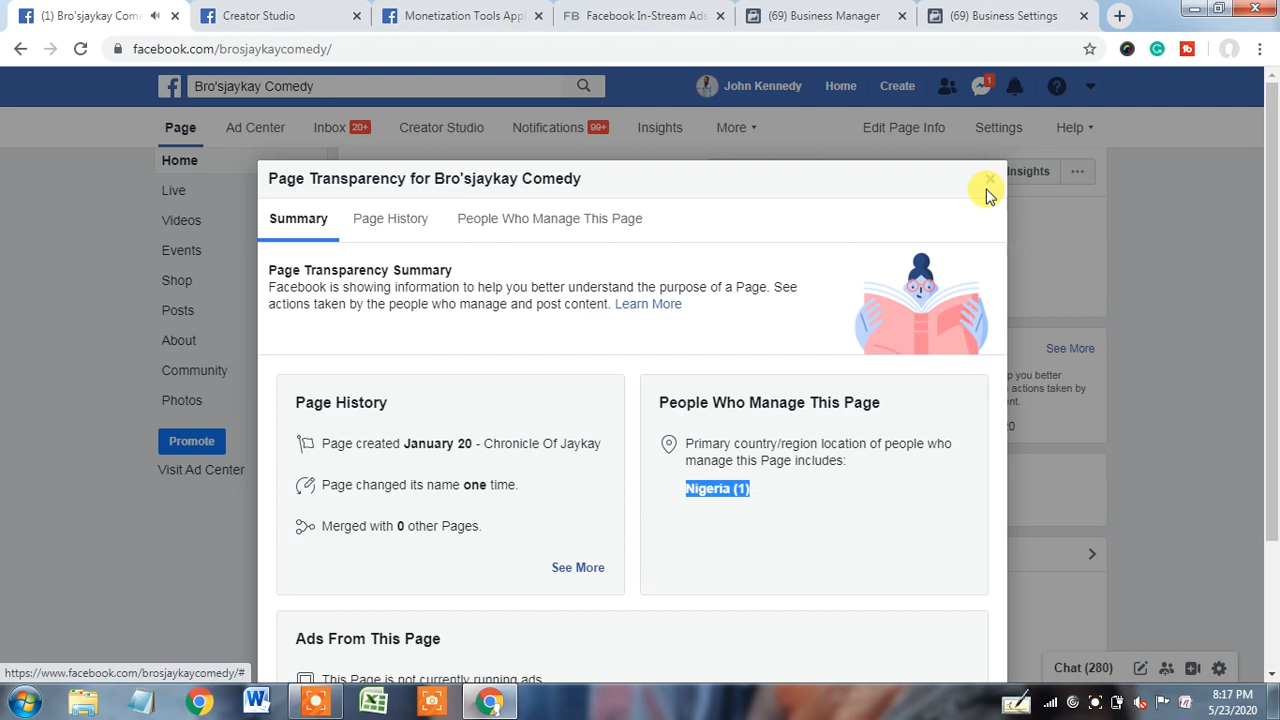 (1) Bro'sjaykay Come
Creator Studio
Monetization Tools Appl
FB Facebook In-Stream Ads
(69) Business Manager
(69) Business Settings
facebook.com/brosjaykaycomedy/
Bro'sjaykay Comedy
John Kennedy
Home
Create
1
Page
Ad Center
Inbox 20+
Creator Studio
Notifications 99+
Insights
More
Edit Page Info
Settings
Help
Home
Live
Videos
Events
Shop
Posts
About
Community
Photos
Promote
Visit Ad Center
Insights
Page Transparency for Bro'sjaykay Comedy
Summary
Page History
People Who Manage This Page
Page Transparency Summary
Facebook is showing information to help you better understand the purpose of a Page. See
actions taken by the people who manage and post content. Learn More
See More
Page History
Page created January 20 - Chronicle Of Jaykay
Page changed its name one time.
Merged with 0 other Pages.
See More
People Who Manage This Page
Primary country/region location of people who
manage this Page includes:
Nigeria (1)
Ads From This Page
This Page is not currently running ads
Chat (280)
https://www.facebook.com/brosjaykaycomedy/#
8:17 PM
5/23/2020